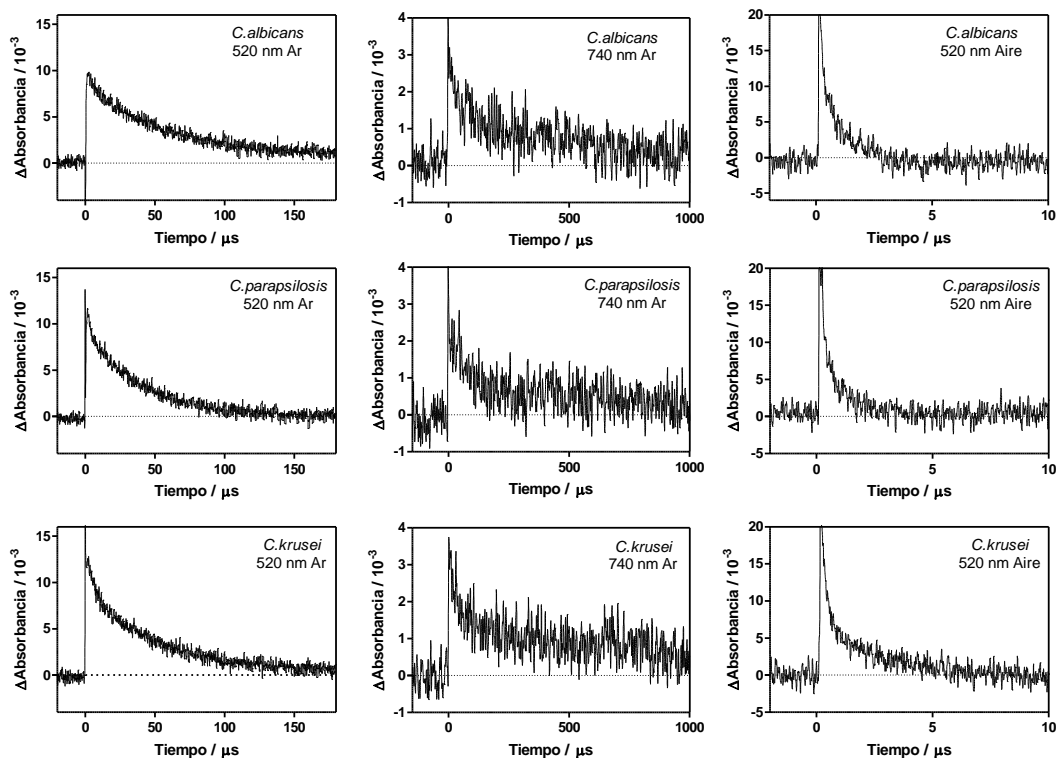 15
10
5
0
ΔAbsorbancia / 10⁻³
C.albicans
520 nm Ar
0
50
100
150
Tiempo / μs
4
3
2
1
0
-1
ΔAbsorbancia / 10⁻³
C.albicans
740 nm Ar
0
500
1000
Tiempo / μs
20
15
10
5
0
-5
ΔAbsorbancia / 10⁻³
C.albicans
520 nm Aire
0
5
10
Tiempo / μs
15
10
5
0
ΔAbsorbancia / 10⁻³
C.parapsilosis
520 nm Ar
0
50
100
150
Tiempo / μs
4
3
2
1
0
-1
ΔAbsorbancia / 10⁻³
C.parapsilosis
740 nm Ar
0
500
1000
Tiempo / μs
20
15
10
5
0
-5
ΔAbsorbancia / 10⁻³
C.parapsilosis
520 nm Aire
0
5
10
Tiempo / μs
15
10
5
0
ΔAbsorbancia / 10⁻³
C.krusei
520 nm Ar
0
50
100
150
Tiempo / μs
4
3
2
1
0
-1
ΔAbsorbancia / 10⁻³
C.krusei
740 nm Ar
0
500
1000
Tiempo / μs
20
15
10
5
0
-5
ΔAbsorbancia / 10⁻³
C.krusei
520 nm Aire
0
5
10
Tiempo / μs